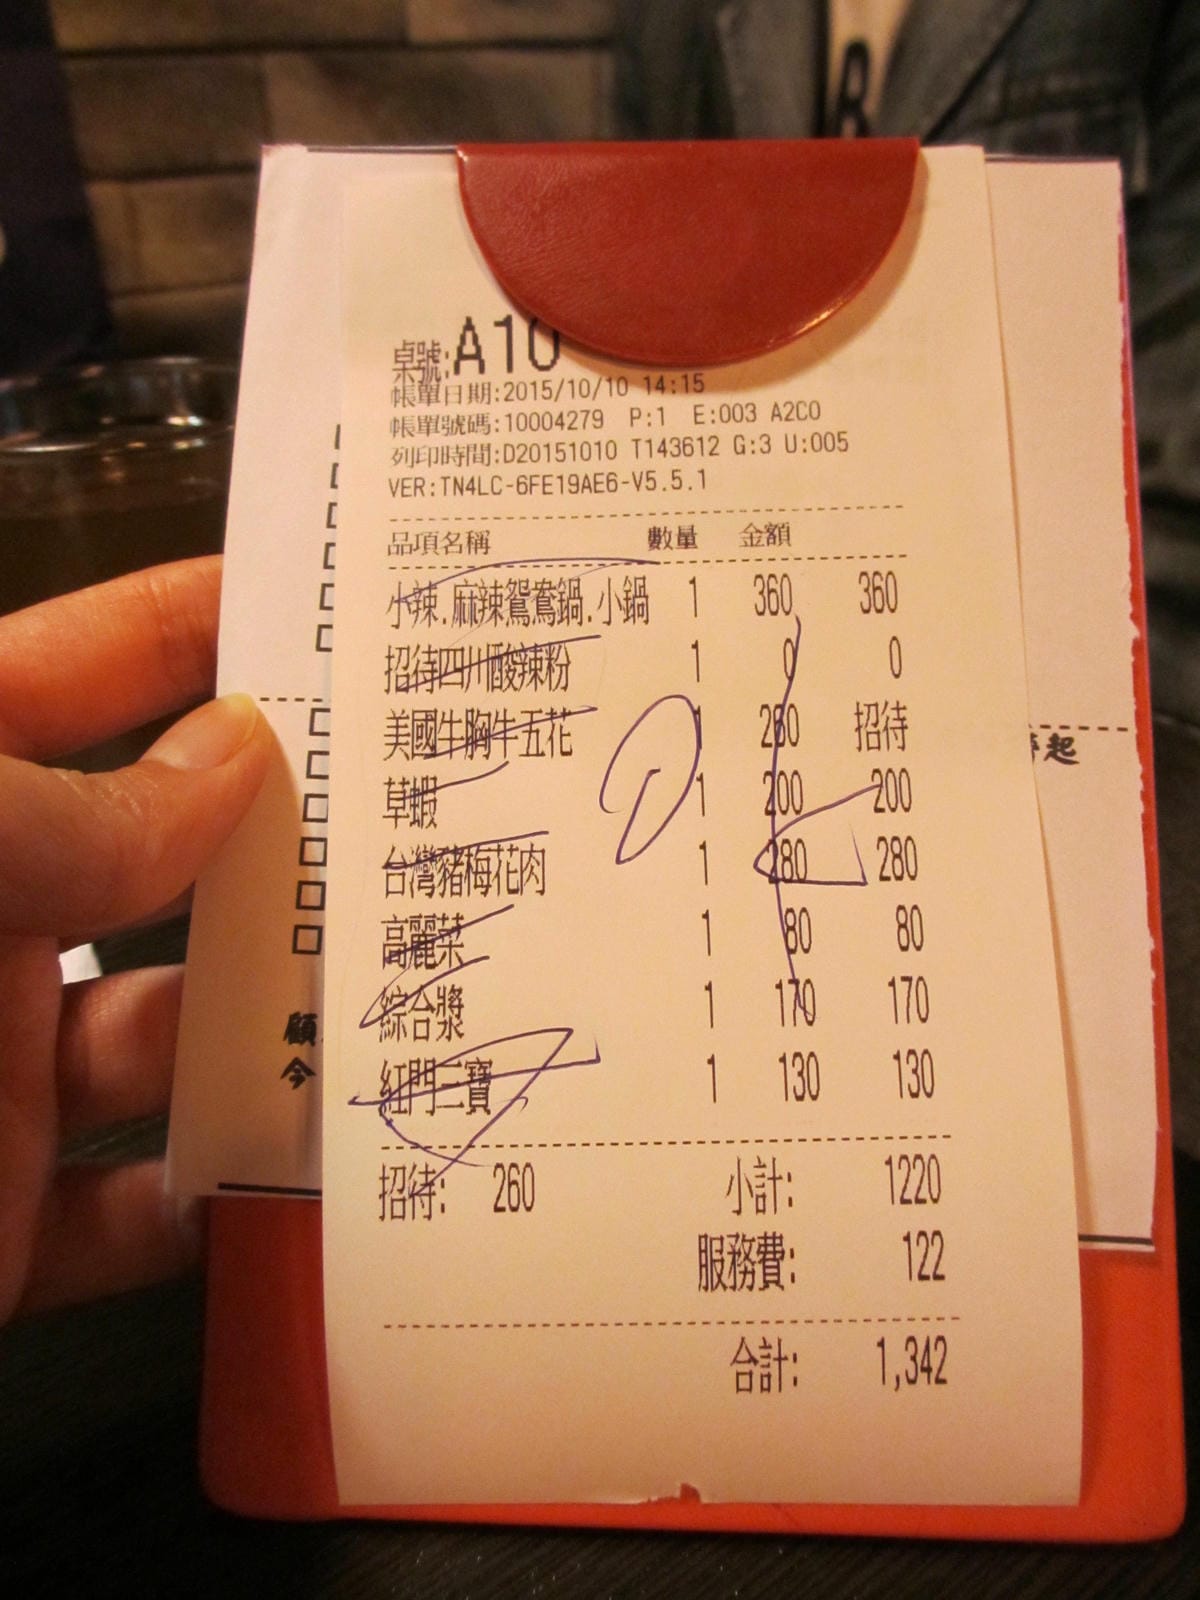 R
桌號:A10
帳單日期:2015/10/10 14:15
帳單號碼:10004279 P:1 E:003 A2C0
列印時間:D20151010 T143612 G:3 U:005
VER:TN4LC-6FE19AE6-V5.5.1
品項名稱 數量 金額
小辣.麻辣鴛鴦鍋.小鍋 1 360 360
招待四川酸辣粉 1 0 0
美國牛胸牛五花 1 260 招待
草蝦 1 200 200
台灣豬梅花肉 1 280 280
高麗菜 1 80 80
綜合漿 1 170 170
紅門三寶 1 130 130
招待: 260 小計: 1220
服務費: 122
合計: 1,342
起
顧
今